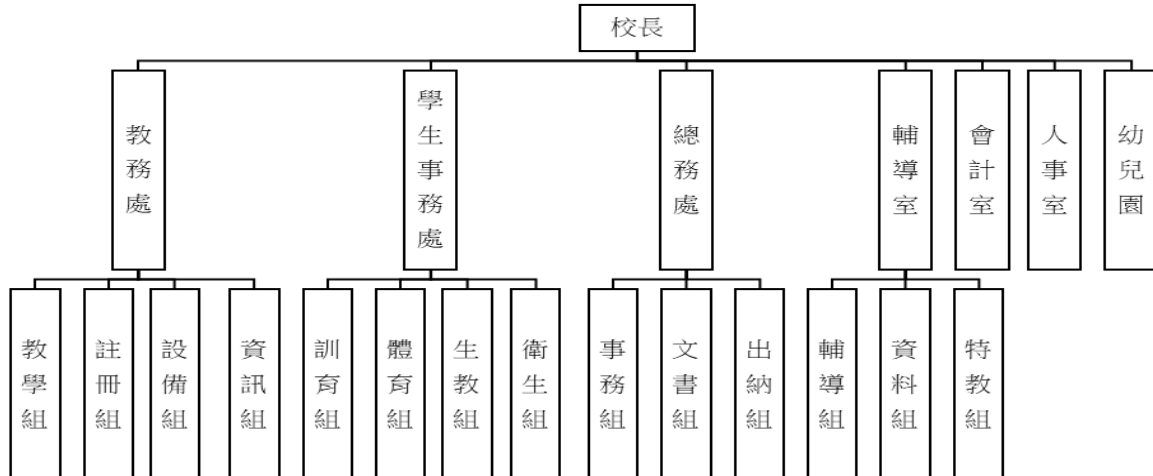 校長
教務處
學生事務處
總務處
輔導室
會計室
人事室
幼兒園
教學組
註冊組
設備組
資訊組
訓育組
體育組
生教組
衛生組
事務組
文書組
出納組
輔導組
資料組
特教組